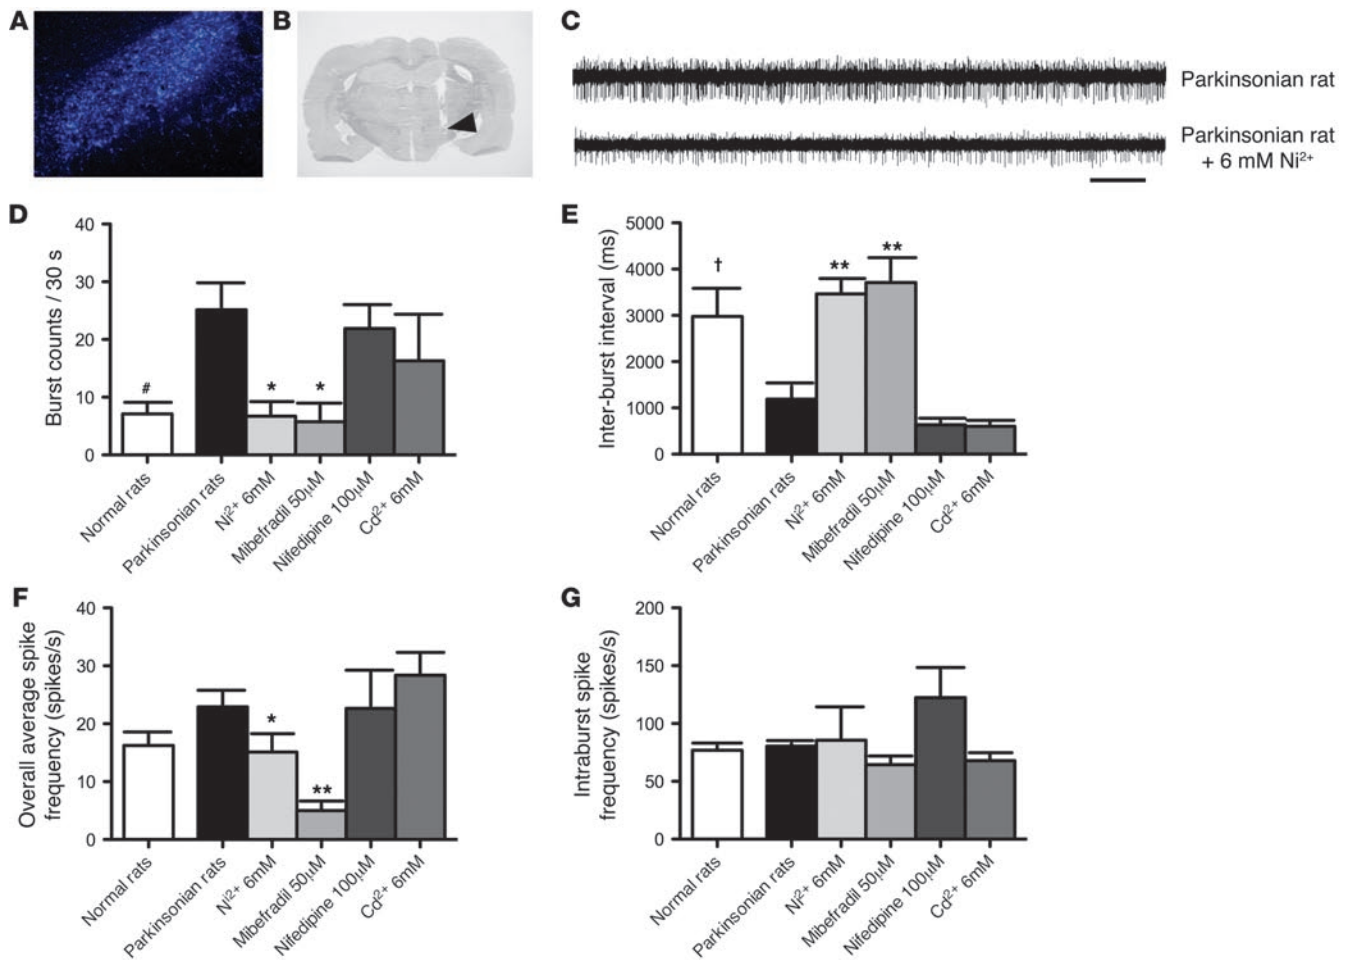 A
B
C
Parkinsonian rat
Parkinsonian rat
+ 6 mM Ni²⁺
D
Burst counts / 30 s
40
30
20
10
0
#
*
*
Normal rats
Parkinsonian rats
Ni²⁺ 6mM
Mibefradil 50µM
Nifedipine 100µM
Cd²⁺ 6mM
E
Inter-burst interval (ms)
5000
4000
3000
2000
1000
0
†
**
**
Normal rats
Parkinsonian rats
Ni²⁺ 6mM
Mibefradil 50µM
Nifedipine 100µM
Cd²⁺ 6mM
F
Overall average spike
frequency (spikes/s)
40
30
20
10
0
*
**
Normal rats
Parkinsonian rats
Ni²⁺ 6mM
Mibefradil 50µM
Nifedipine 100µM
Cd²⁺ 6mM
G
Intraburst spike
frequency (spikes/s)
200
150
100
50
0
Normal rats
Parkinsonian rats
Ni²⁺ 6mM
Mibefradil 50µM
Nifedipine 100µM
Cd²⁺ 6mM